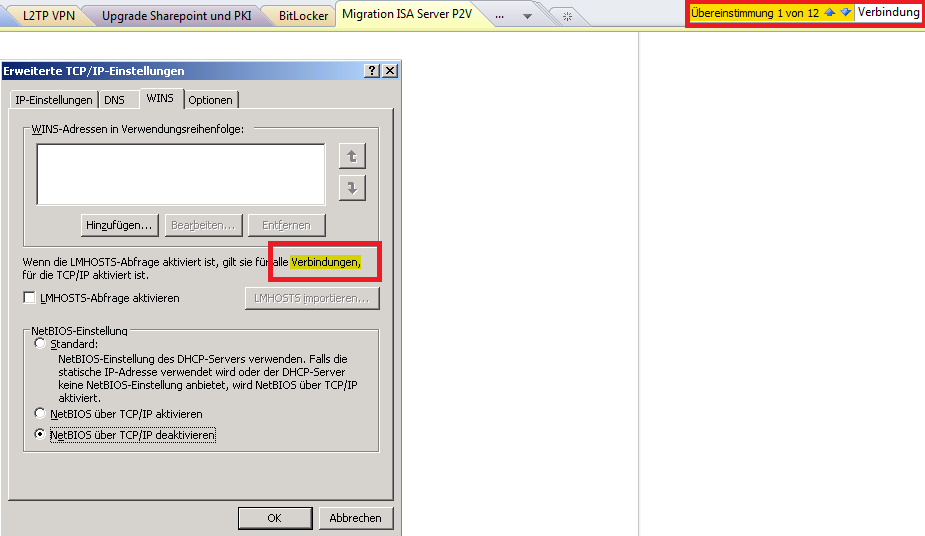 L2TP VPN
Upgrade Sharepoint und PKI
BitLocker
Migration ISA Server P2V
...
Übereinstimmung 1 von 12
Verbindung
Erweiterte TCP/IP-Einstellungen
IP-Einstellungen
DNS
WINS
Optionen
WINS-Adressen in Verwendungsreihenfolge:
Hinzufügen...
Bearbeiten...
Entfernen
Wenn die LMHOSTS-Abfrage aktiviert ist, gilt sie für alle Verbindungen,
für die TCP/IP aktiviert ist.
LMHOSTS-Abfrage aktivieren
LMHOSTS importieren...
NetBIOS-Einstellung
Standard:
NetBIOS-Einstellung des DHCP-Servers verwenden. Falls die
statische IP-Adresse verwendet wird oder der DHCP-Server
keine NetBIOS-Einstellung anbietet, wird NetBIOS über TCP/IP
aktiviert.
NetBIOS über TCP/IP aktivieren
NetBIOS über TCP/IP deaktivieren
OK
Abbrechen